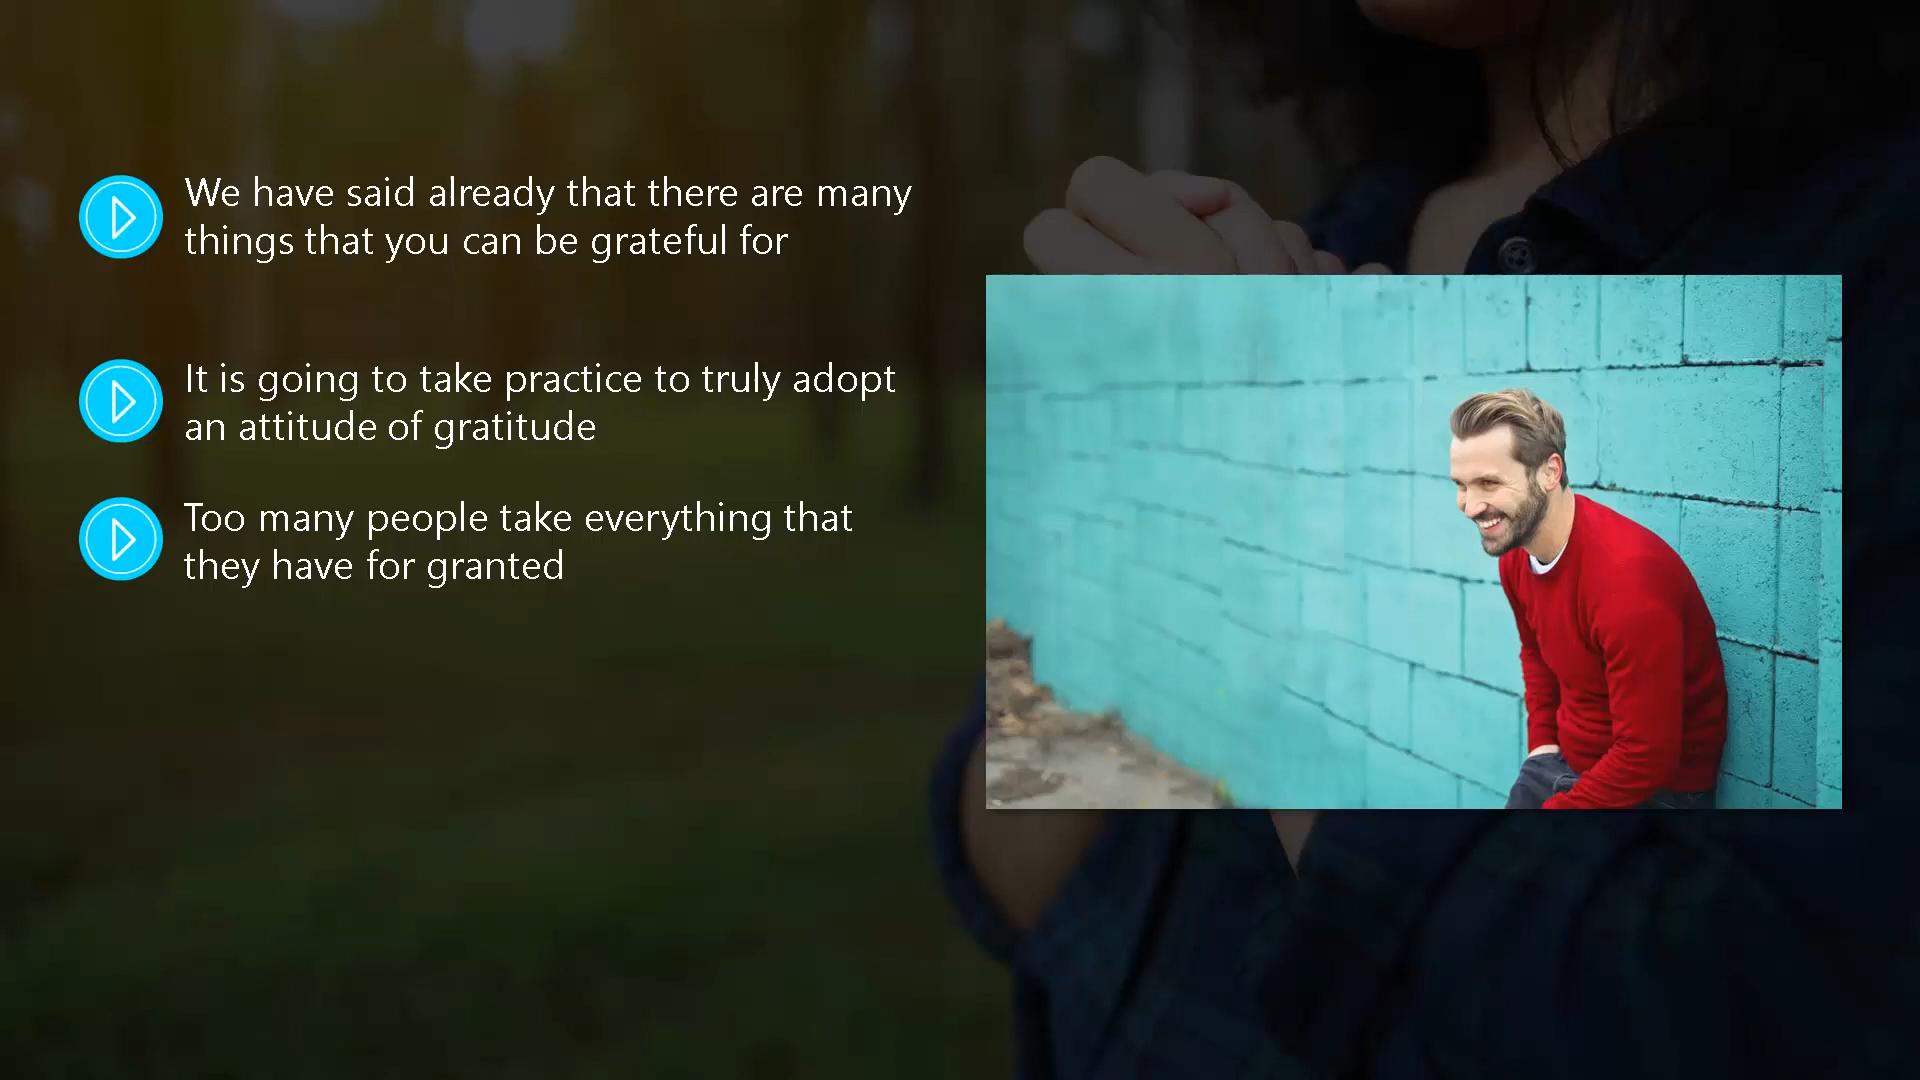 We have said already that there are many
things that you can be grateful for
It is going to take practice to truly adopt
an attitude of gratitude
Too many people take everything that
they have for granted